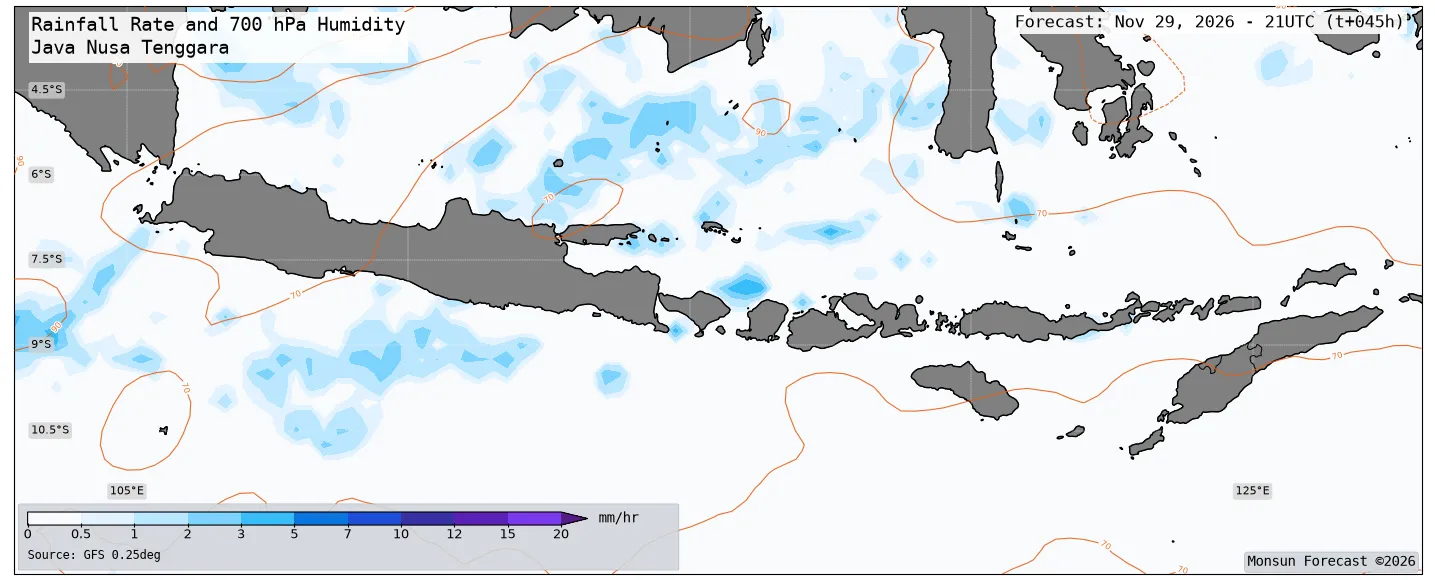 Rainfall Rate and 700 hPa Humidity
Java Nusa Tenggara
Forecast: Nov 29, 2026 - 21UTC (t+045h)
4.5°S
90
90
6°S
70
70
7.5°S
70
90
9°S
70
70
10.5°S
105°E
125°E
0 0.5 1 2 3 5 7 10 12 15 20 mm/hr
70
Source: GFS 0.25deg
Monsun Forecast ©2026
70